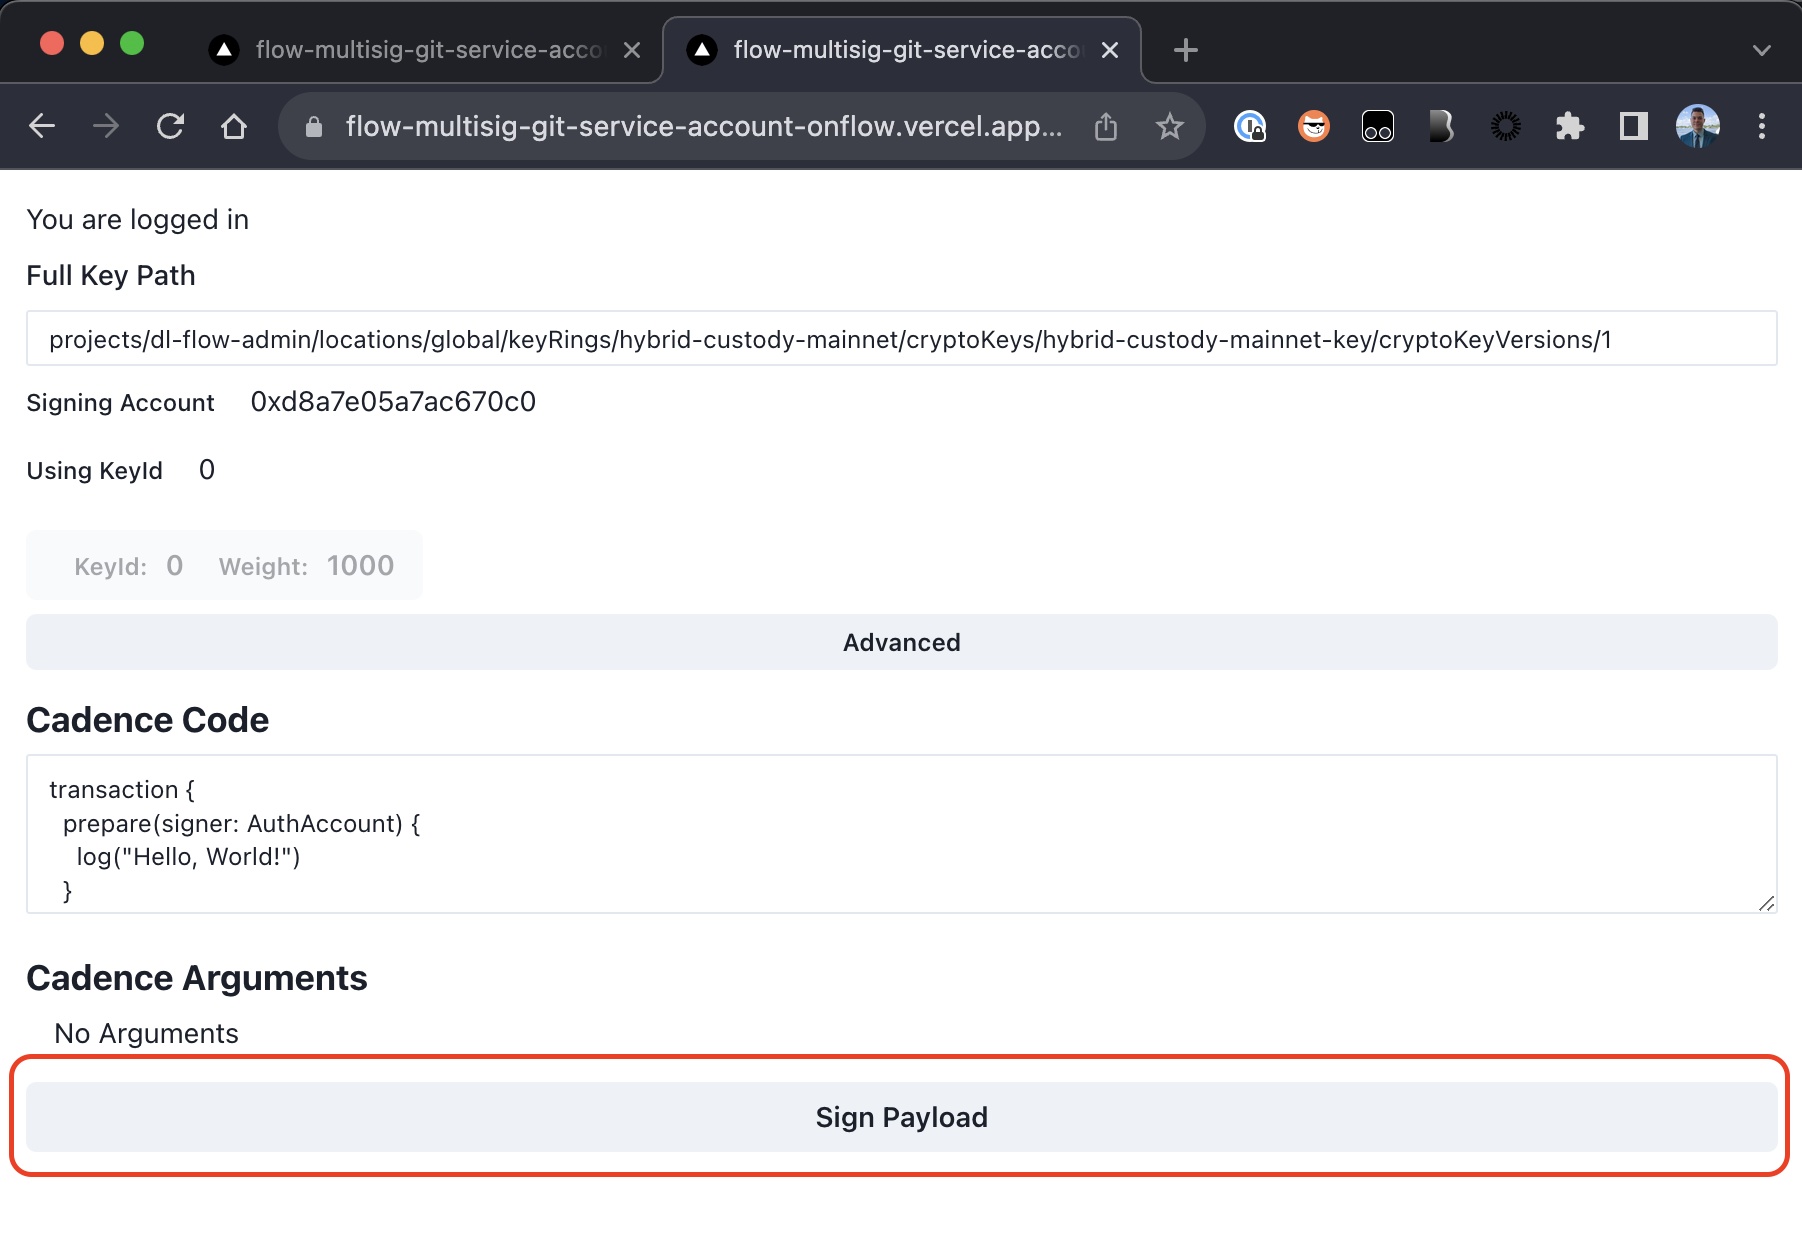 flow-multisig-git-service-acco
flow-multisig-git-service-acco
flow-multisig-git-service-account-onflow.vercel.app...
You are logged in
Full Key Path
projects/dl-flow-admin/locations/global/keyRings/hybrid-custody-mainnet/cryptoKeys/hybrid-custody-mainnet-key/cryptoKeyVersions/1
Signing Account 0xd8a7e05a7ac670c0
Using KeyId 0
KeyId: 0 Weight: 1000
Advanced
Cadence Code
transaction {
prepare(signer: AuthAccount) {
log("Hello, World!")
}
Cadence Arguments
No Arguments
Sign Payload